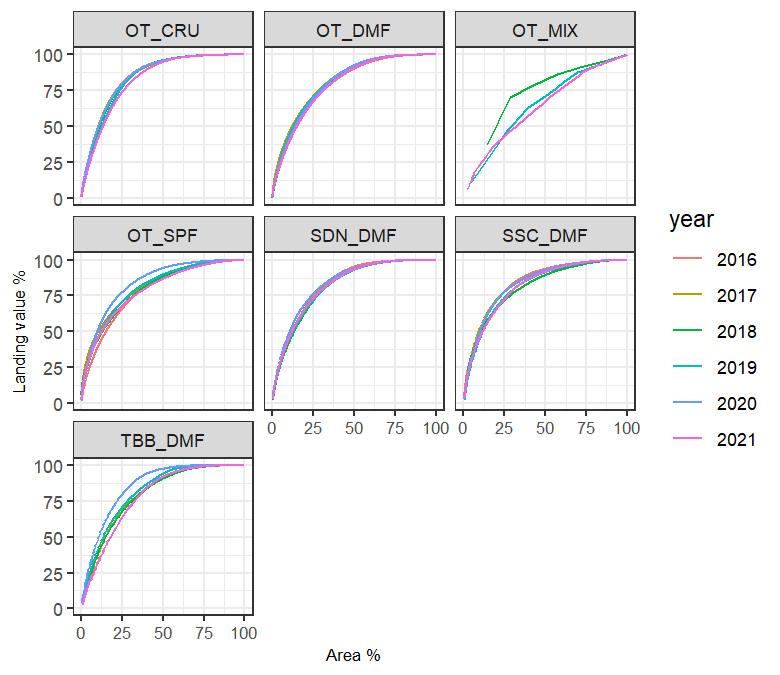 OT_CRU OT_DMF OT_MIX
100
75
50
25
0
OT_SPF SDN_DMF SSC_DMF
100
75
50
25
0
0 25 50 75 100 0 25 50 75 100
TBB_DMF
100
75
50
25
0
0 25 50 75 100
Landing value %
Area %
year
2016
2017
2018
2019
2020
2021